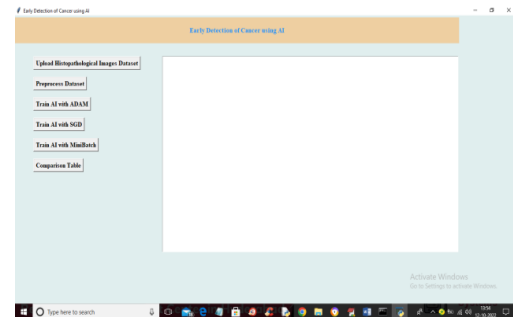 Early Detection of Cancer using AI
Early Detection of Cancer using AI
Upload Histopathological Images Dataset
Preprocess Dataset
Train AI with ADAM
Train AI with SGD
Train AI with MiniBatch
Comparison Table
Activate Windows
Go to Settings to activate Windows.
Type here to search